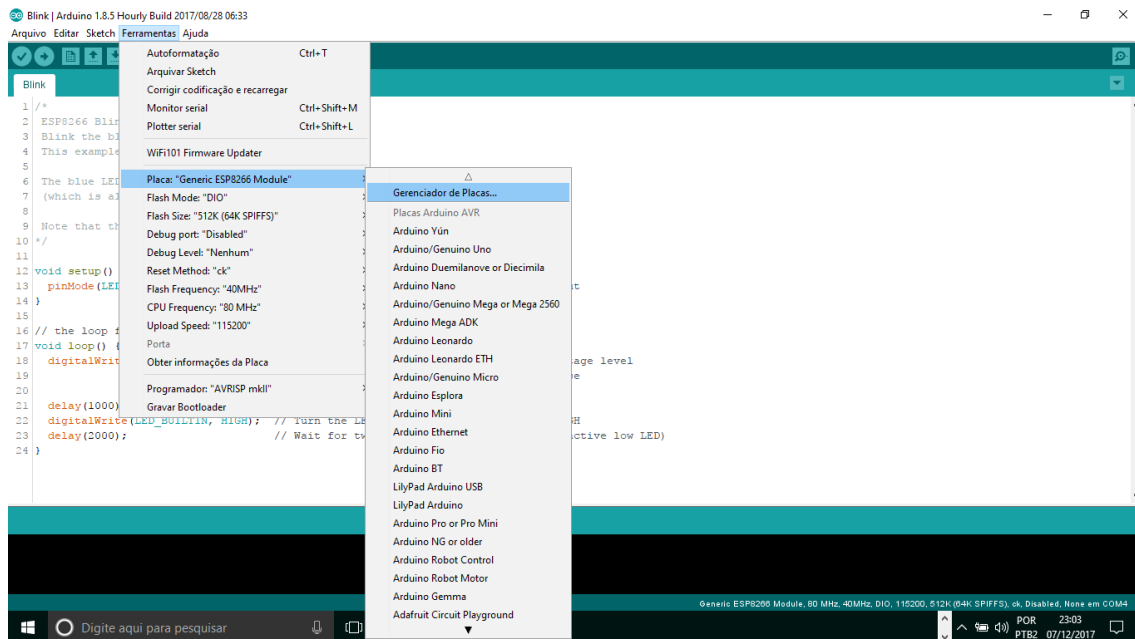 Blink | Arduino 1.8.5 Hourly Build 2017/08/28 06:33
Arquivo Editar Sketch Ferramentas Ajuda
Blink
Autoformatação Ctrl+T
Arquivar Sketch
Corrigir codificação e recarregar
Monitor serial Ctrl+Shift+M
Plotter serial Ctrl+Shift+L
WiFi101 Firmware Updater
Placa: "Generic ESP8266 Module"
Flash Mode: "DIO"
Flash Size: "512K (64K SPIFFS)"
Debug port: "Disabled"
Debug Level: "Nenhum"
Reset Method: "ck"
Flash Frequency: "40MHz"
CPU Frequency: "80 MHz"
Upload Speed: "115200"
Porta
Obter informações da Placa
Programador: "AVRISP mkII"
Gravar Bootloader
Gerenciador de Placas...
Placas Arduino AVR
Arduino Yún
Arduino/Genuino Uno
Arduino Duemilanove or Diecimila
Arduino Nano
Arduino/Genuino Mega or Mega 2560
Arduino Mega ADK
Arduino Leonardo
Arduino Leonardo ETH
Arduino/Genuino Micro
Arduino Esplora
Arduino Mini
Arduino Ethernet
Arduino Fio
Arduino BT
LilyPad Arduino USB
LilyPad Arduino
Arduino Pro or Pro Mini
Arduino NG or older
Arduino Robot Control
Arduino Robot Motor
Arduino Gemma
Adafruit Circuit Playground
1 /*
2 ESP8266 Blin
3 Blink the bl
4 This example
5
6 The blue LED
7 (which is al
8
9 Note that th
10 */
11
12 void setup()
13 pinMode(LED
14 }
15
16 // the loop f
17 void loop() {
18 digitalWrit age level
19
20
21 delay(1000)
22 digitalWrite(LED_BUILTIN, HIGH); // Turn the LE
23 delay(2000); // Wait for tw active low LED)
24 }
Generic ESP8266 Module, 80 MHz, 40MHz, DIO, 115200, 512K (64K SPIFFS), ck, Disabled, None em COM4
Digite aqui para pesquisar
POR 23:03
PTB2 07/12/2017